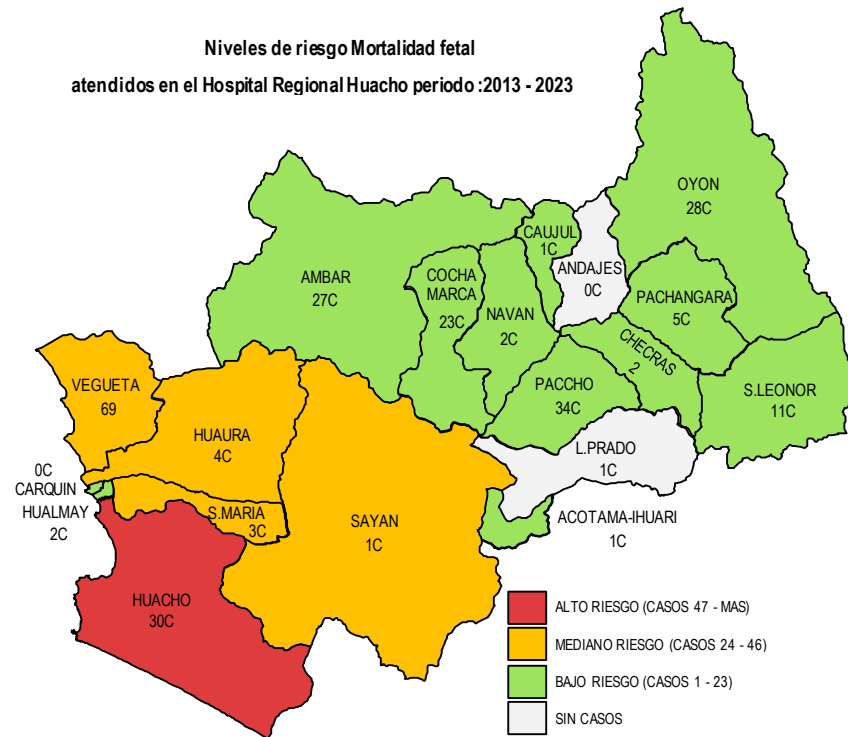 Niveles de riesgo Mortalidad fetal
atendidos en el Hospital Regional Huacho periodo :2013 - 2023
OYON
28C
CAUJUL
1C
ANDAJES
0C
AMBAR
27C
COCHA
MARCA
23C
NAVAN
2C
PACHANGARA
5C
CHECRAS
2
VEGUETA
69
PACCHO
34C
S.LEONOR
11C
HUAURA
4C
L.PRADO
1C
0C
CARQUIN
HUALMAY
2C
S.MARIA
3C
SAYAN
1C
ACOTAMA-IHUARI
1C
HUACHO
30C
ALTO RIESGO (CASOS 47 - MAS)
MEDIANO RIESGO (CASOS 24 - 46)
BAJO RIESGO (CASOS 1 - 23)
SIN CASOS